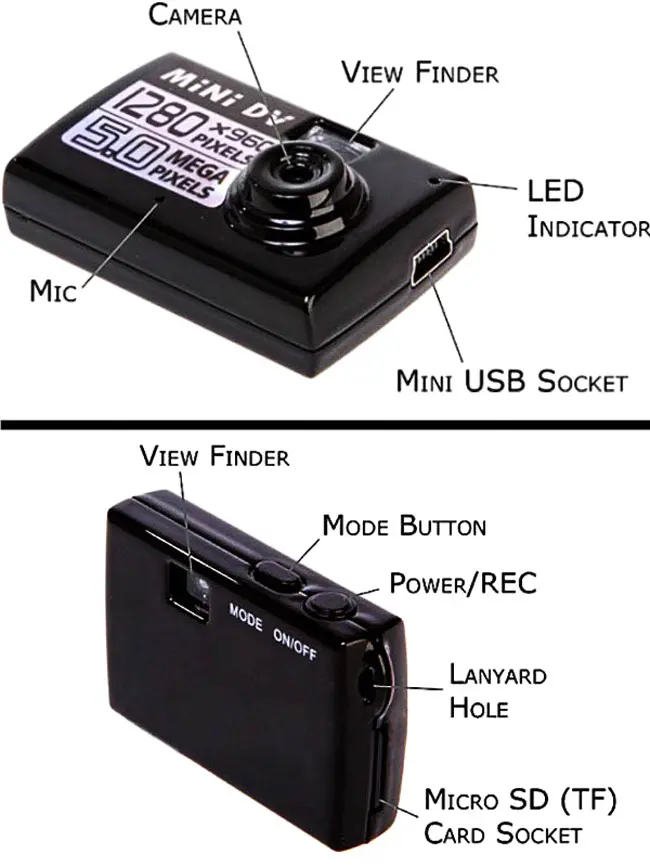 CAMERA
VIEW FINDER
MiNi DV
1280 x960
PIXELS
5.0 MEGA
PIXELS
LED
INDICATOR
MIC
MINI USB SOCKET
VIEW FINDER
MODE BUTTON
POWER/REC
MODE ON/OFF
LANYARD
HOLE
MICRO SD (TF)
CARD SOCKET